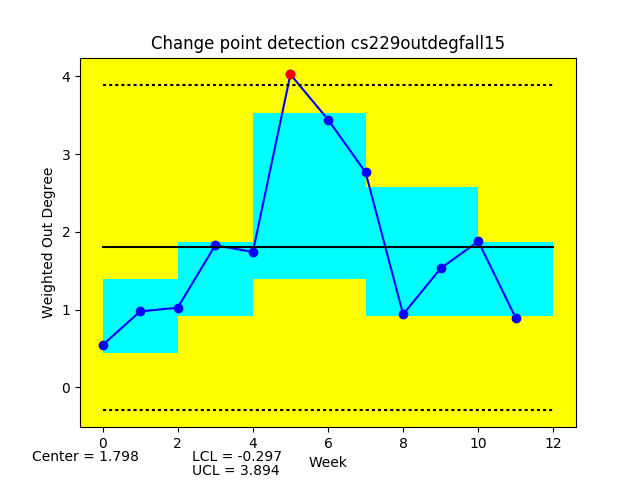 Change point detection cs229outdegfall15
Weighted Out Degree
4
3
2
1
0
0 2 4 6 8 10 12
Week
Center = 1.798
LCL = -0.297
UCL = 3.894